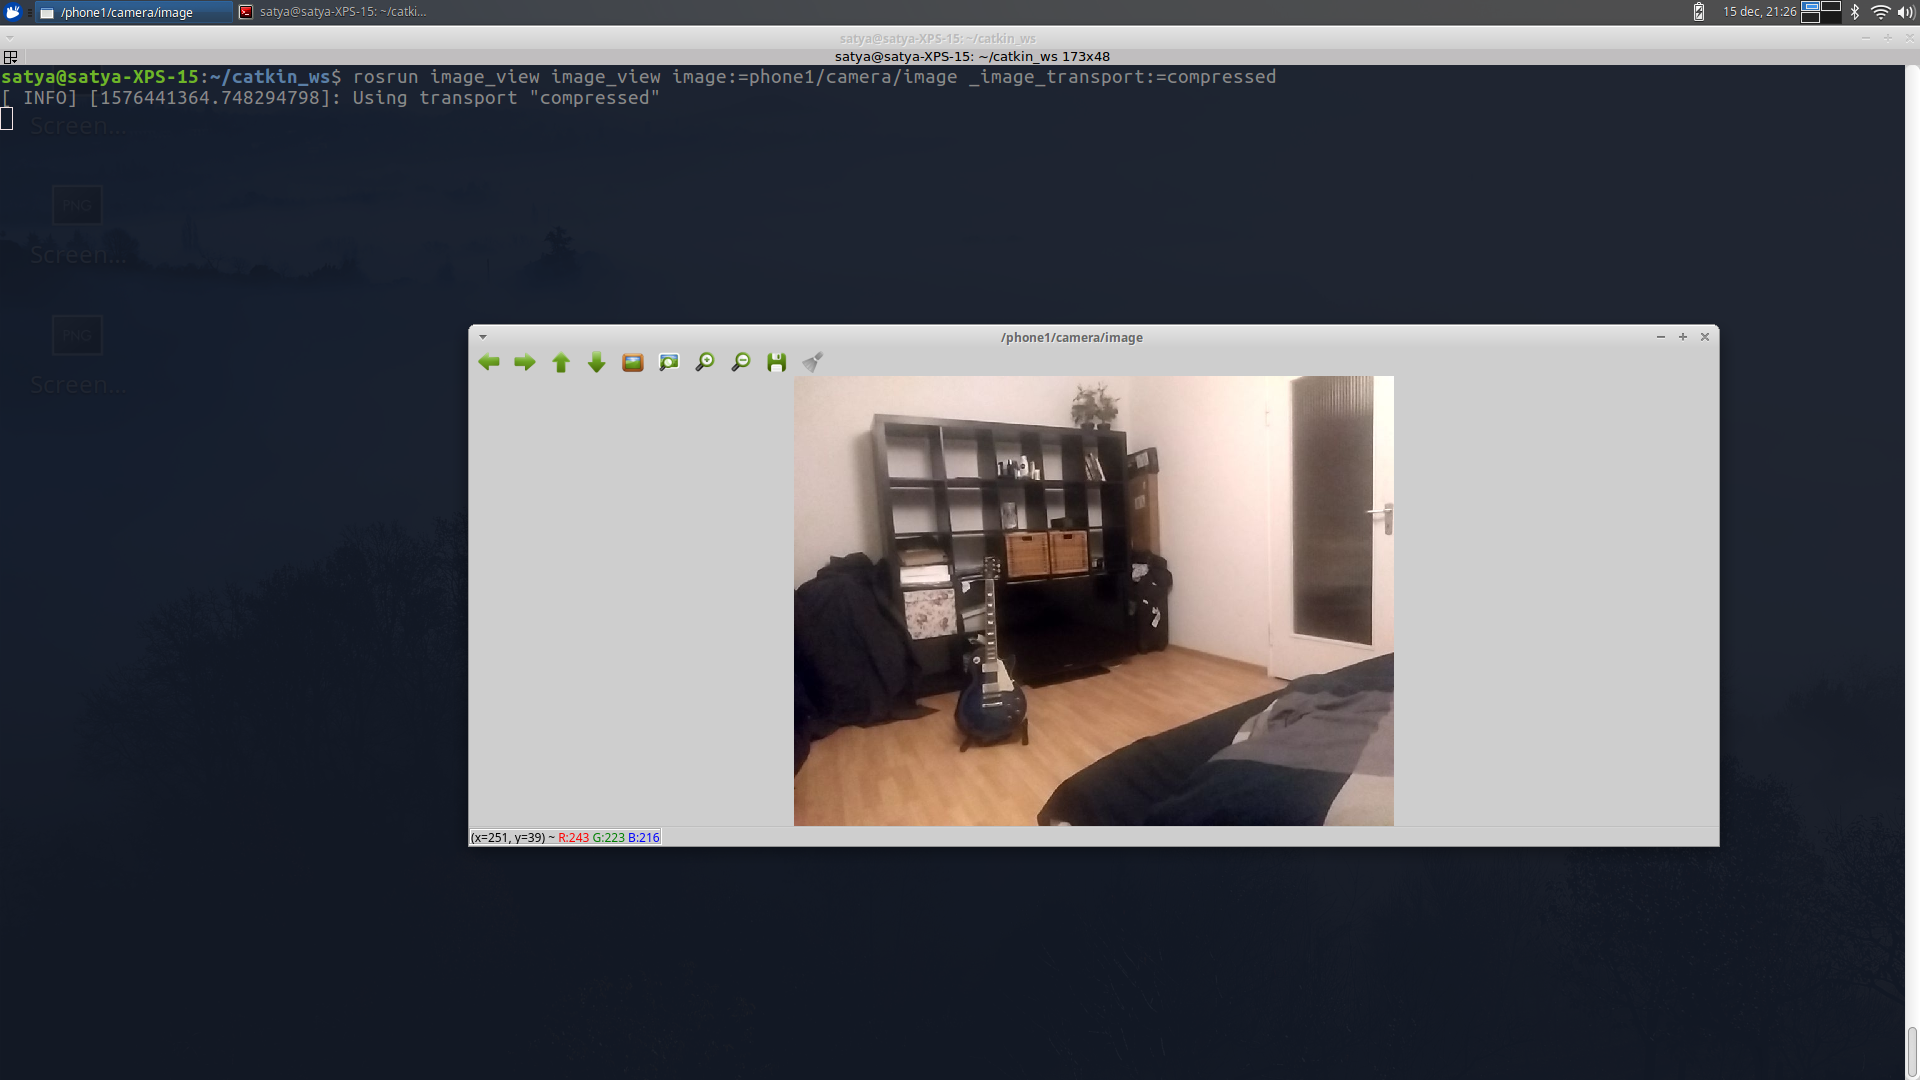 /phone1/camera/image
satya@satya-XPS-15: ~/catki...
15 dec, 21:26
satya@satya-XPS-15: ~/catkin_ws
satya@satya-XPS-15: ~/catkin_ws 173x48
satya@satya-XPS-15:~/catkin_ws$ rosrun image_view image_view image:=phone1/camera/image _image_transport:=compressed
[ INFO] [1576441364.748294798]: Using transport "compressed"
Screen...
PNG
Screen...
PNG
Screen...
/phone1/camera/image
(x=251, y=39) ~ R:243 G:223 B:216